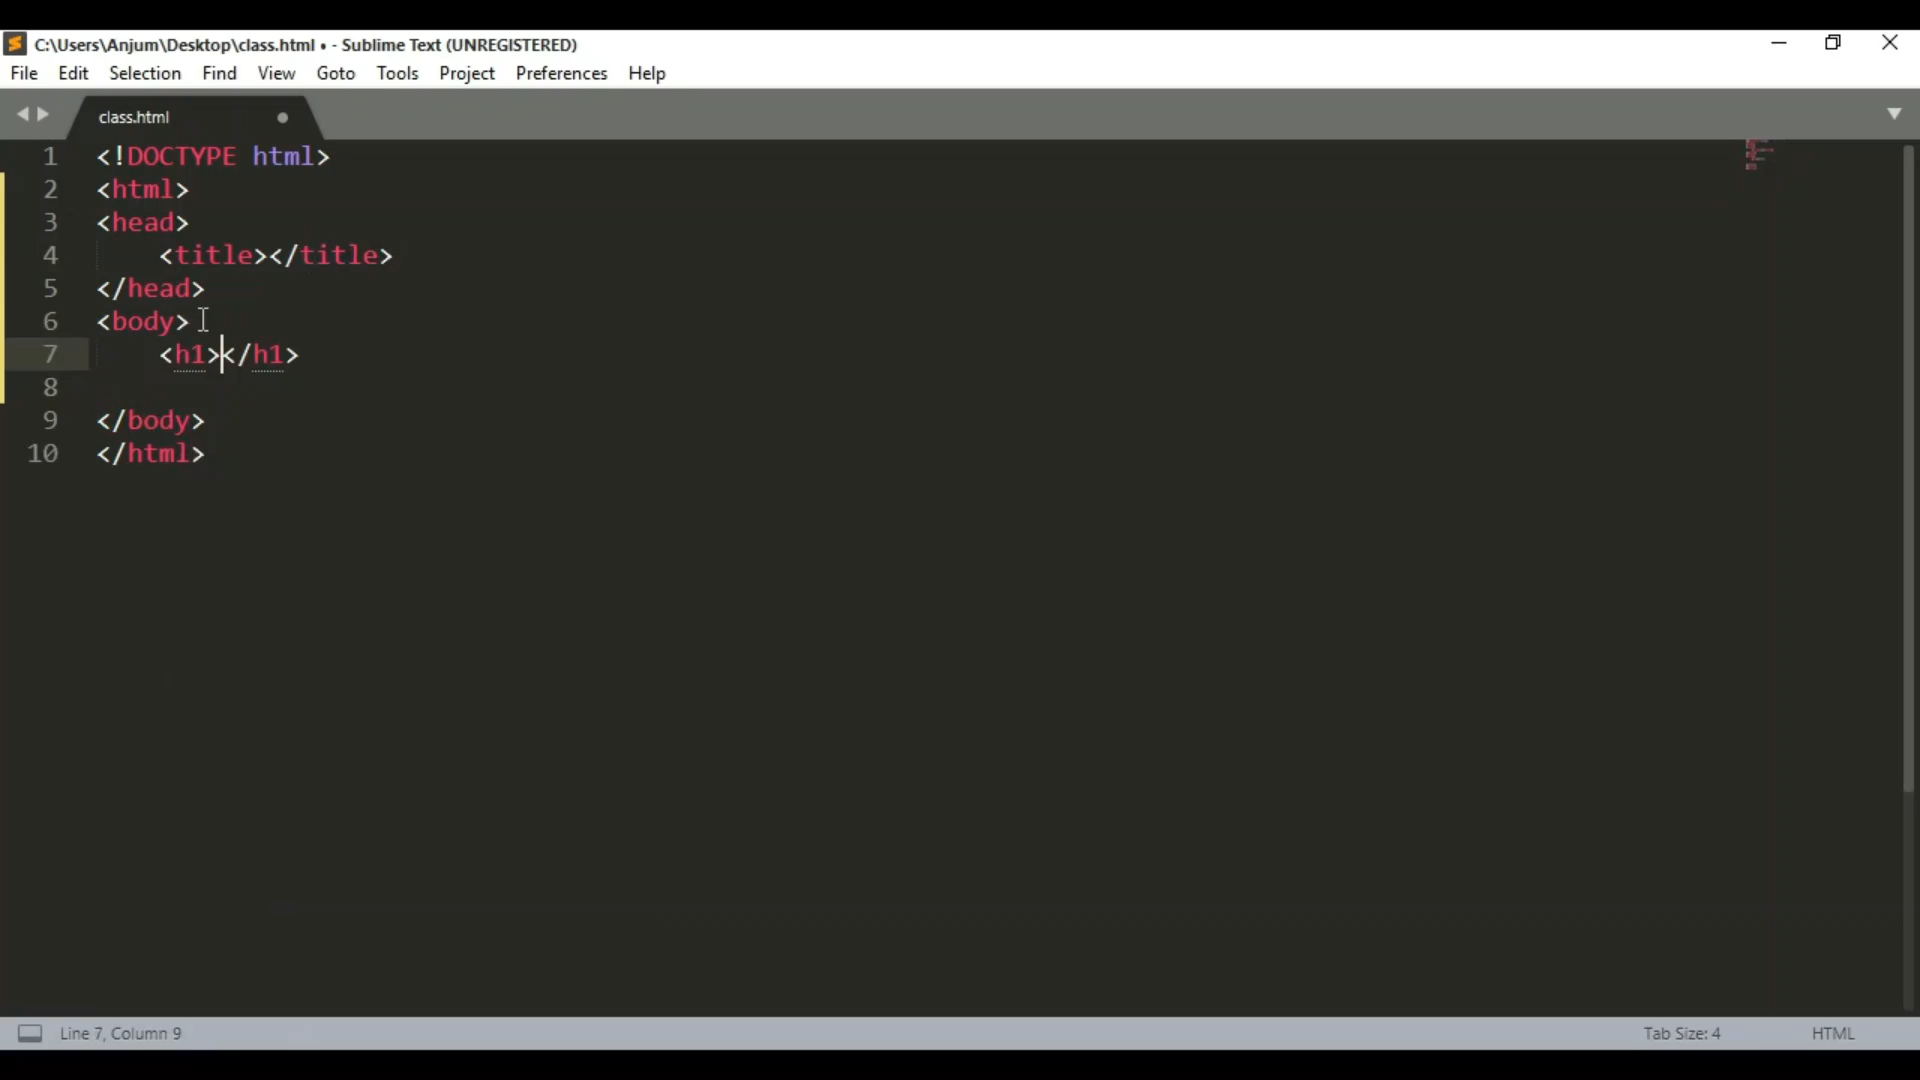 C:\Users\Anjum\Desktop\class.html • - Sublime Text (UNREGISTERED)
File Edit Selection Find View Goto Tools Project Preferences Help
class.html
1 <!DOCTYPE html>
2 <html>
3 <head>
4     <title></title>
5 </head>
6 <body>
7     <h1></h1>
8
9 </body>
10 </html>
Line 7, Column 9 Tab Size: 4 HTML